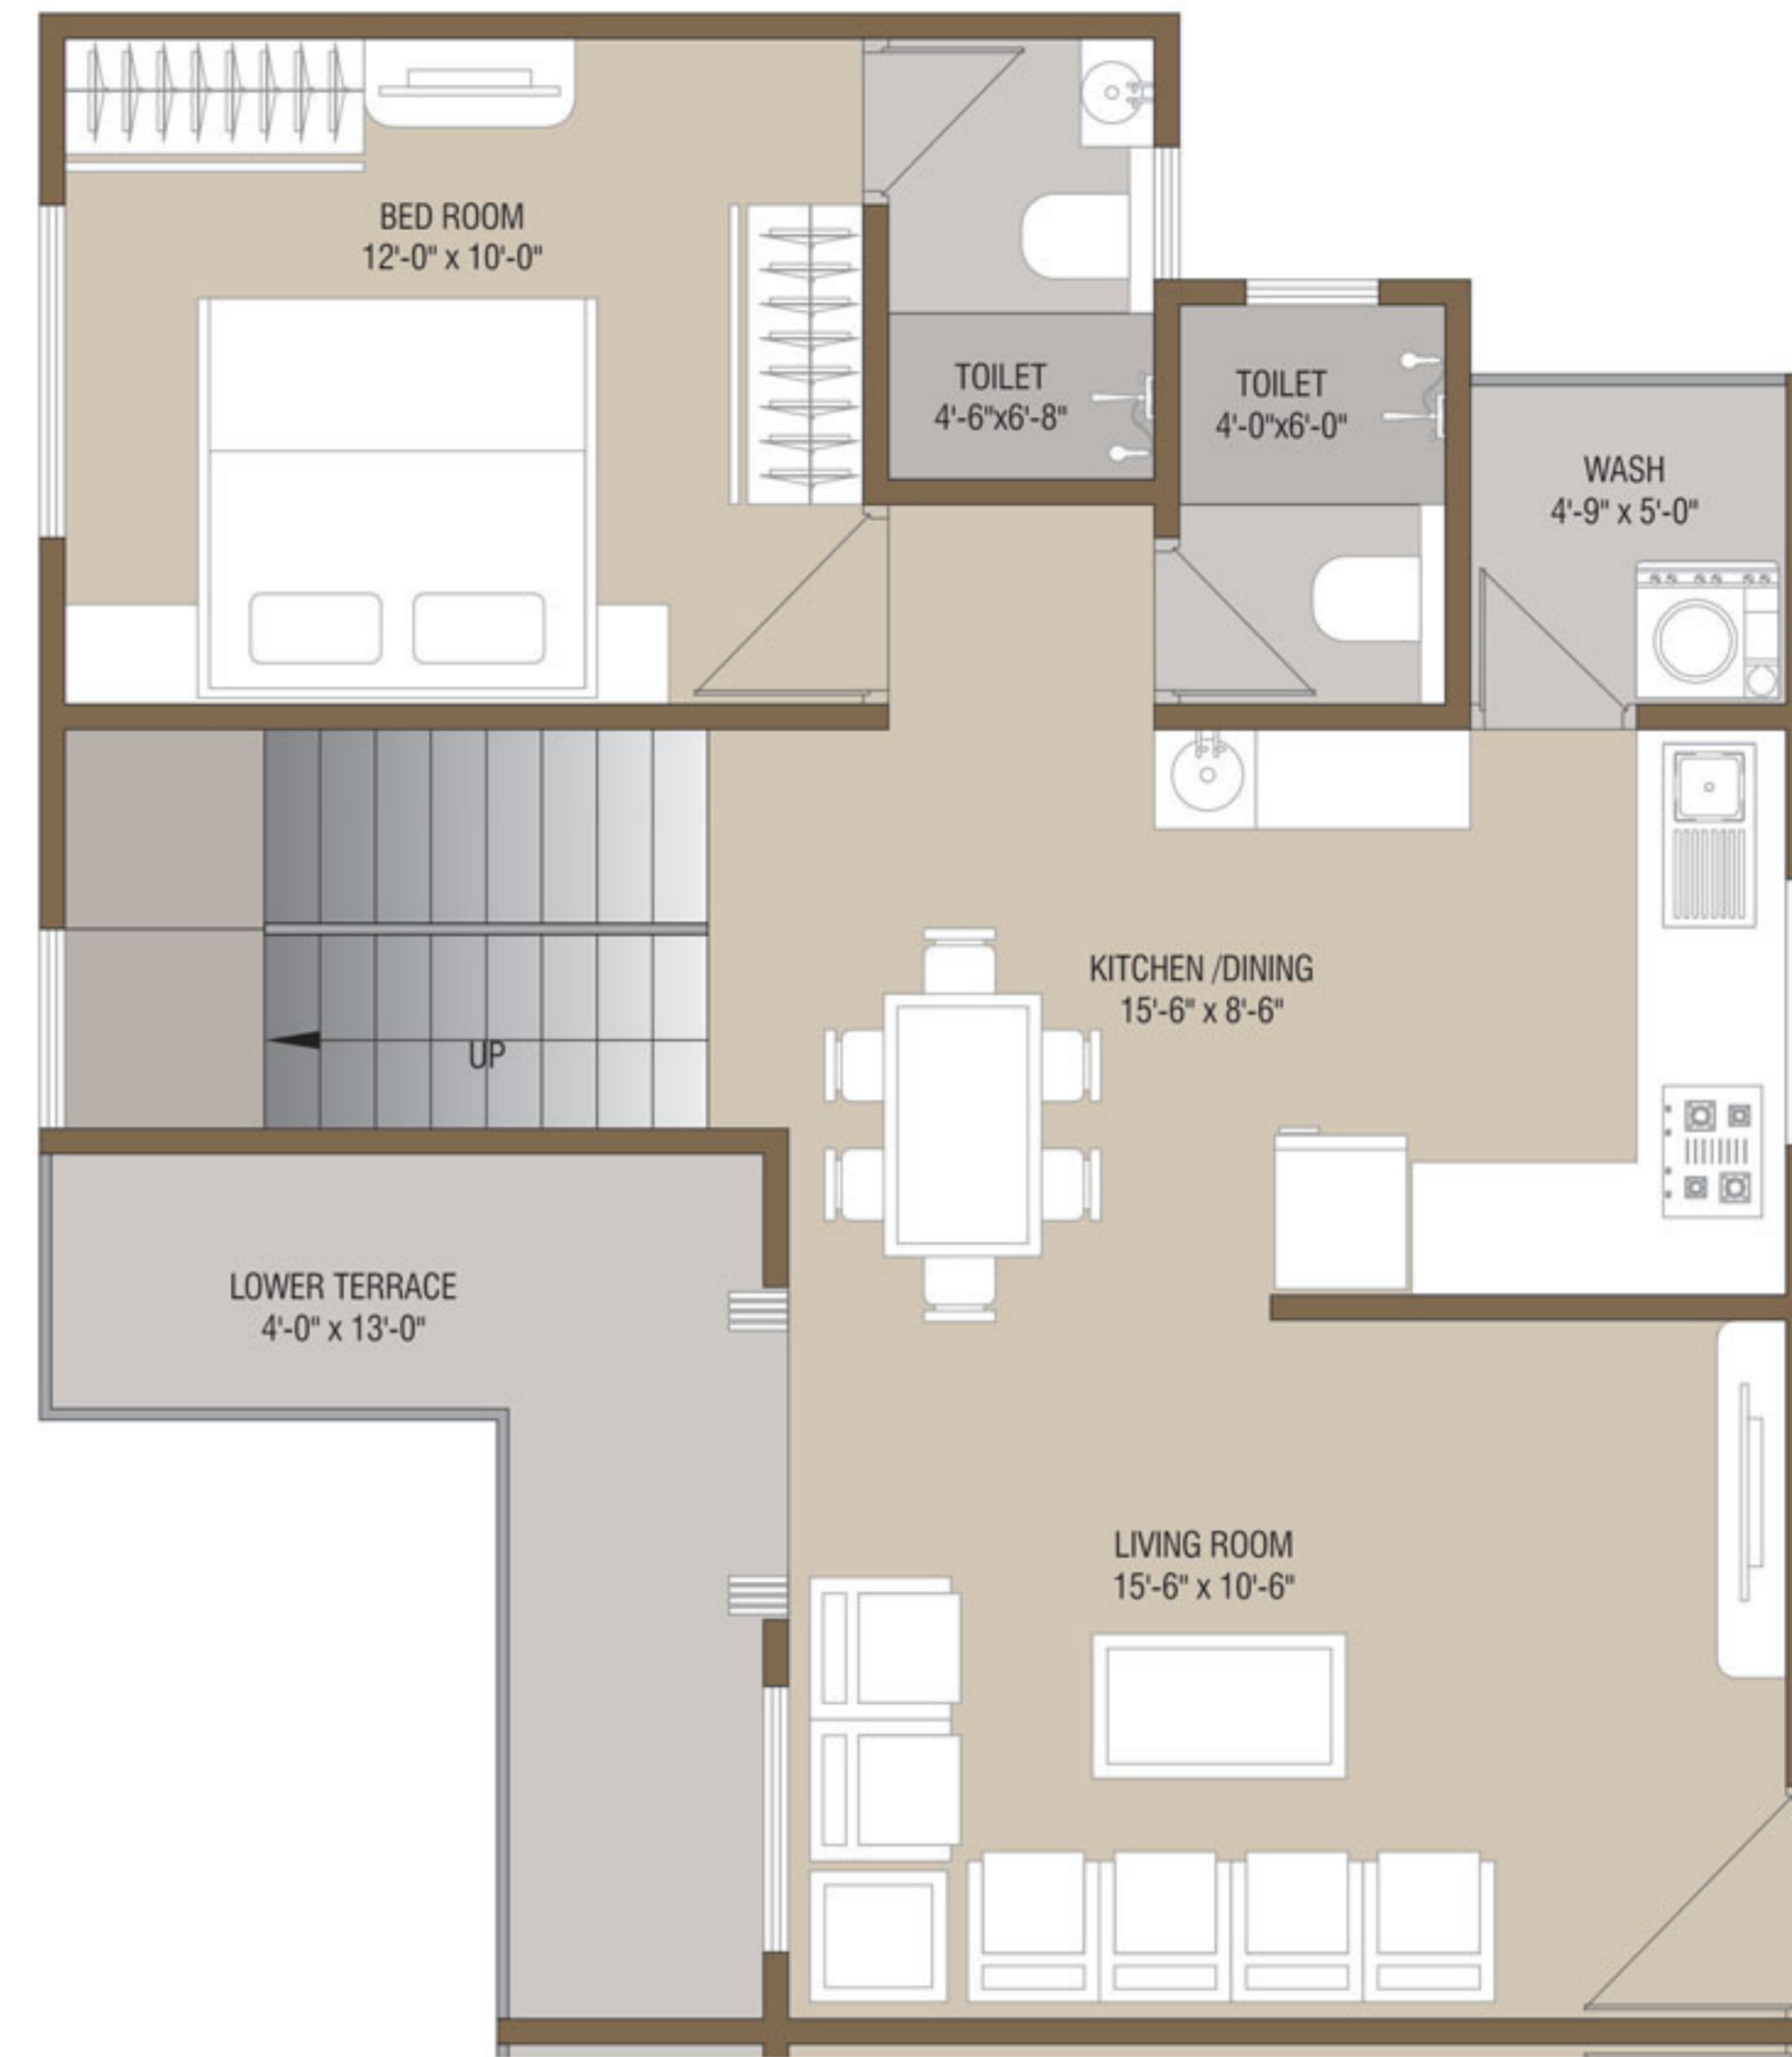 BED ROOM
12'-0" x 10'-0"
TOILET
4'-6"x6'-8"
TOILET
4'-0"x6'-0"
WASH
4'-9" x 5'-0"
KITCHEN /DINING
15'-6" x 8'-6"
UP
LOWER TERRACE
4'-0" x 13'-0"
LIVING ROOM
15'-6" x 10'-6"